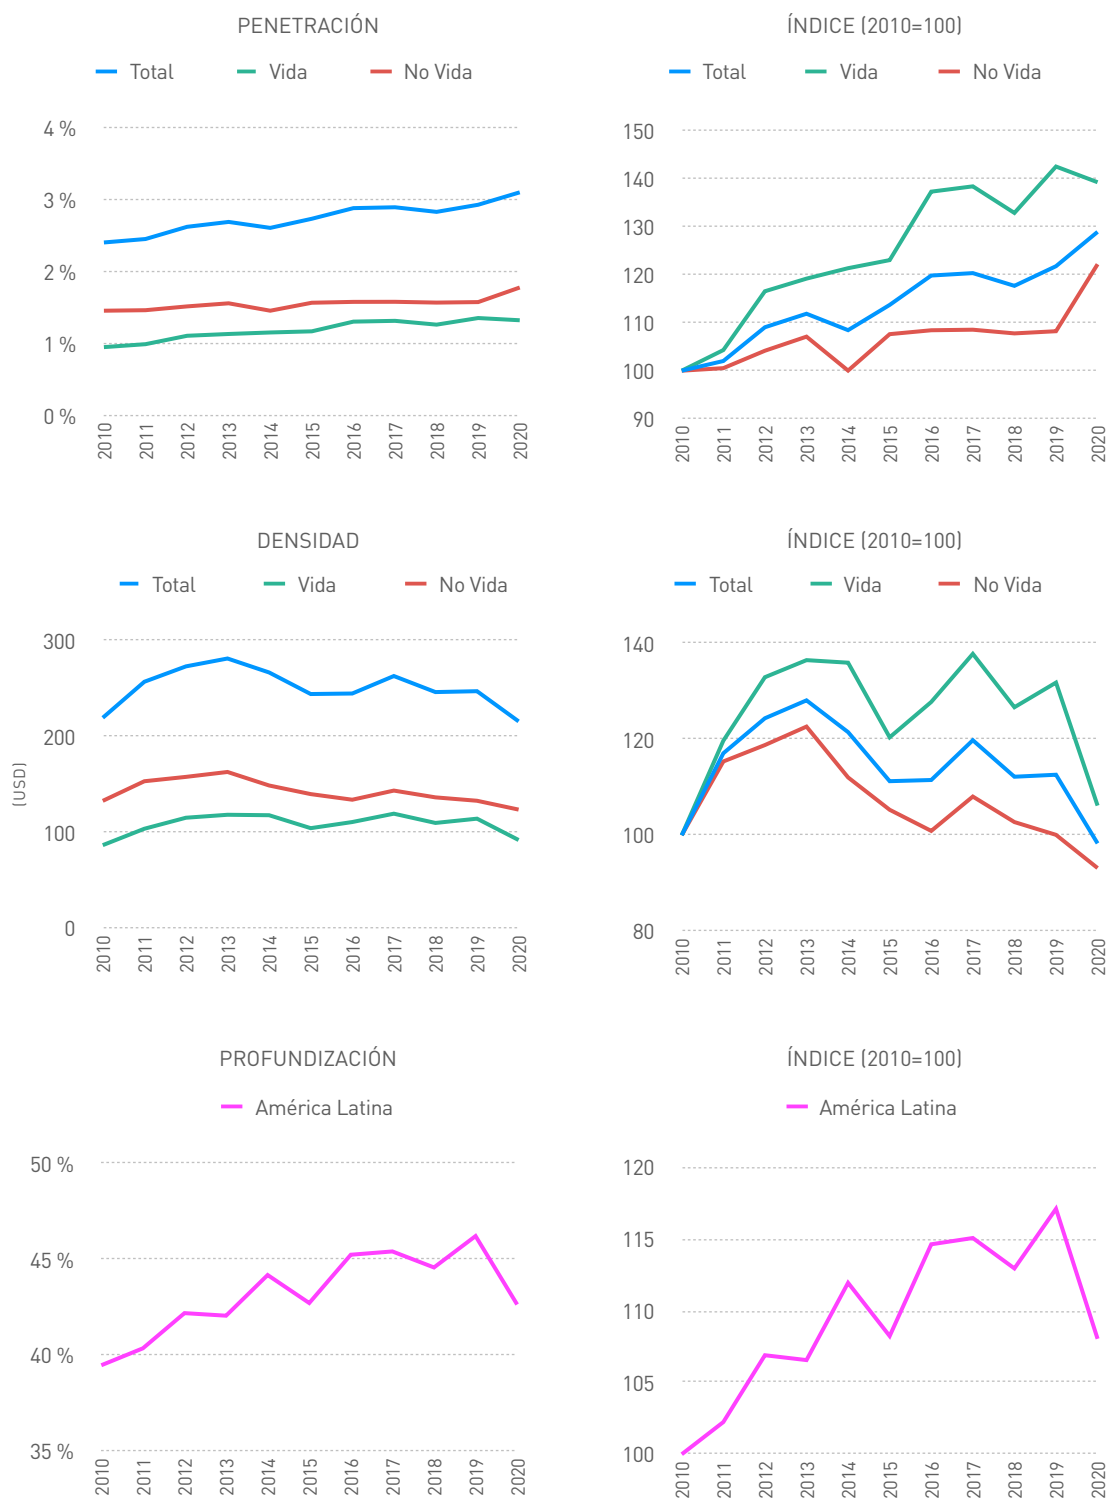 PENETRACIÓN
Total Vida No Vida
4 %
3 %
2 %
1 %
0 %
2010 2011 2012 2013 2014 2015 2016 2017 2018 2019 2020
ÍNDICE (2010=100)
Total Vida No Vida
150
140
130
120
110
100
90
2010 2011 2012 2013 2014 2015 2016 2017 2018 2019 2020
DENSIDAD
Total Vida No Vida
(USD)
300
200
100
0
2010 2011 2012 2013 2014 2015 2016 2017 2018 2019 2020
ÍNDICE (2010=100)
Total Vida No Vida
140
120
100
80
2010 2011 2012 2013 2014 2015 2016 2017 2018 2019 2020
PROFUNDIZACIÓN
América Latina
50 %
45 %
40 %
35 %
2010 2011 2012 2013 2014 2015 2016 2017 2018 2019 2020
ÍNDICE (2010=100)
América Latina
120
115
110
105
100
2010 2011 2012 2013 2014 2015 2016 2017 2018 2019 2020